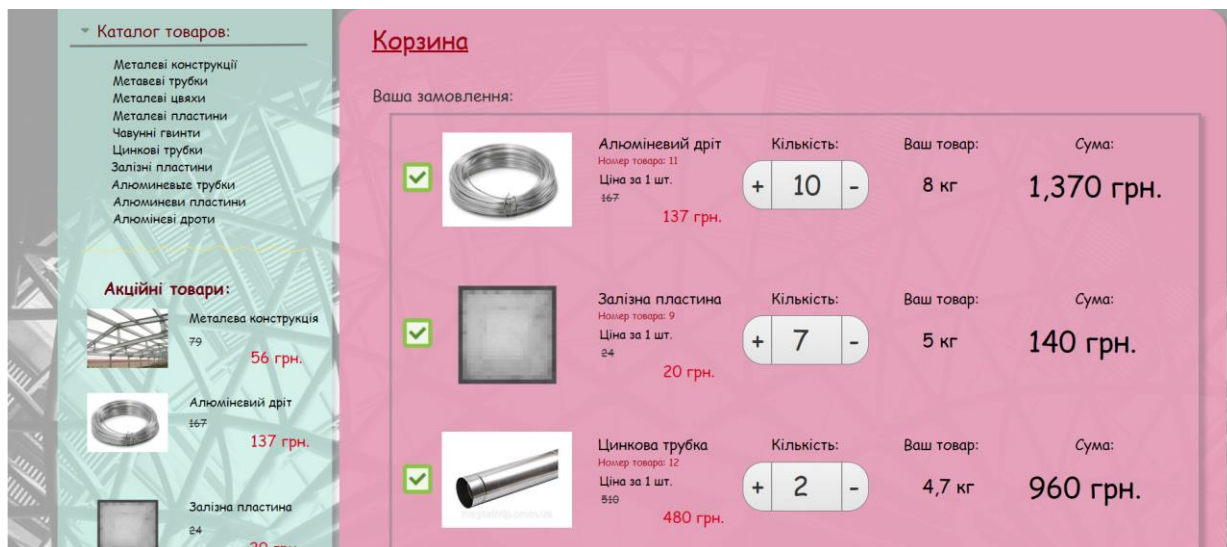 Каталог товаров:
Металеві конструкції
Метавеві трубки
Металеві цвяхи
Металеві пластини
Чавунні гвинти
Цинкові трубки
Залізні пластини
Алюминевые трубки
Алюминеви пластини
Алюміневі дроти
Акційні товари:
Металева конструкція
79
56 грн.
Алюміневий дріт
167
137 грн.
Залізна пластина
24
20 грн.
Корзина
Ваша замовлення:
Алюміневий дріт
Номер товара: 11
Ціна за 1 шт.
167
137 грн.
Кількість:
+ 10 -
Ваш товар:
8 кг
Сума:
1,370 грн.
Залізна пластина
Номер товара: 9
Ціна за 1 шт.
24
20 грн.
Кількість:
+ 7 -
Ваш товар:
5 кг
Сума:
140 грн.
Цинкова трубка
Номер товара: 12
Ціна за 1 шт.
510
480 грн.
Кількість:
+ 2 -
Ваш товар:
4,7 кг
Сума:
960 грн.